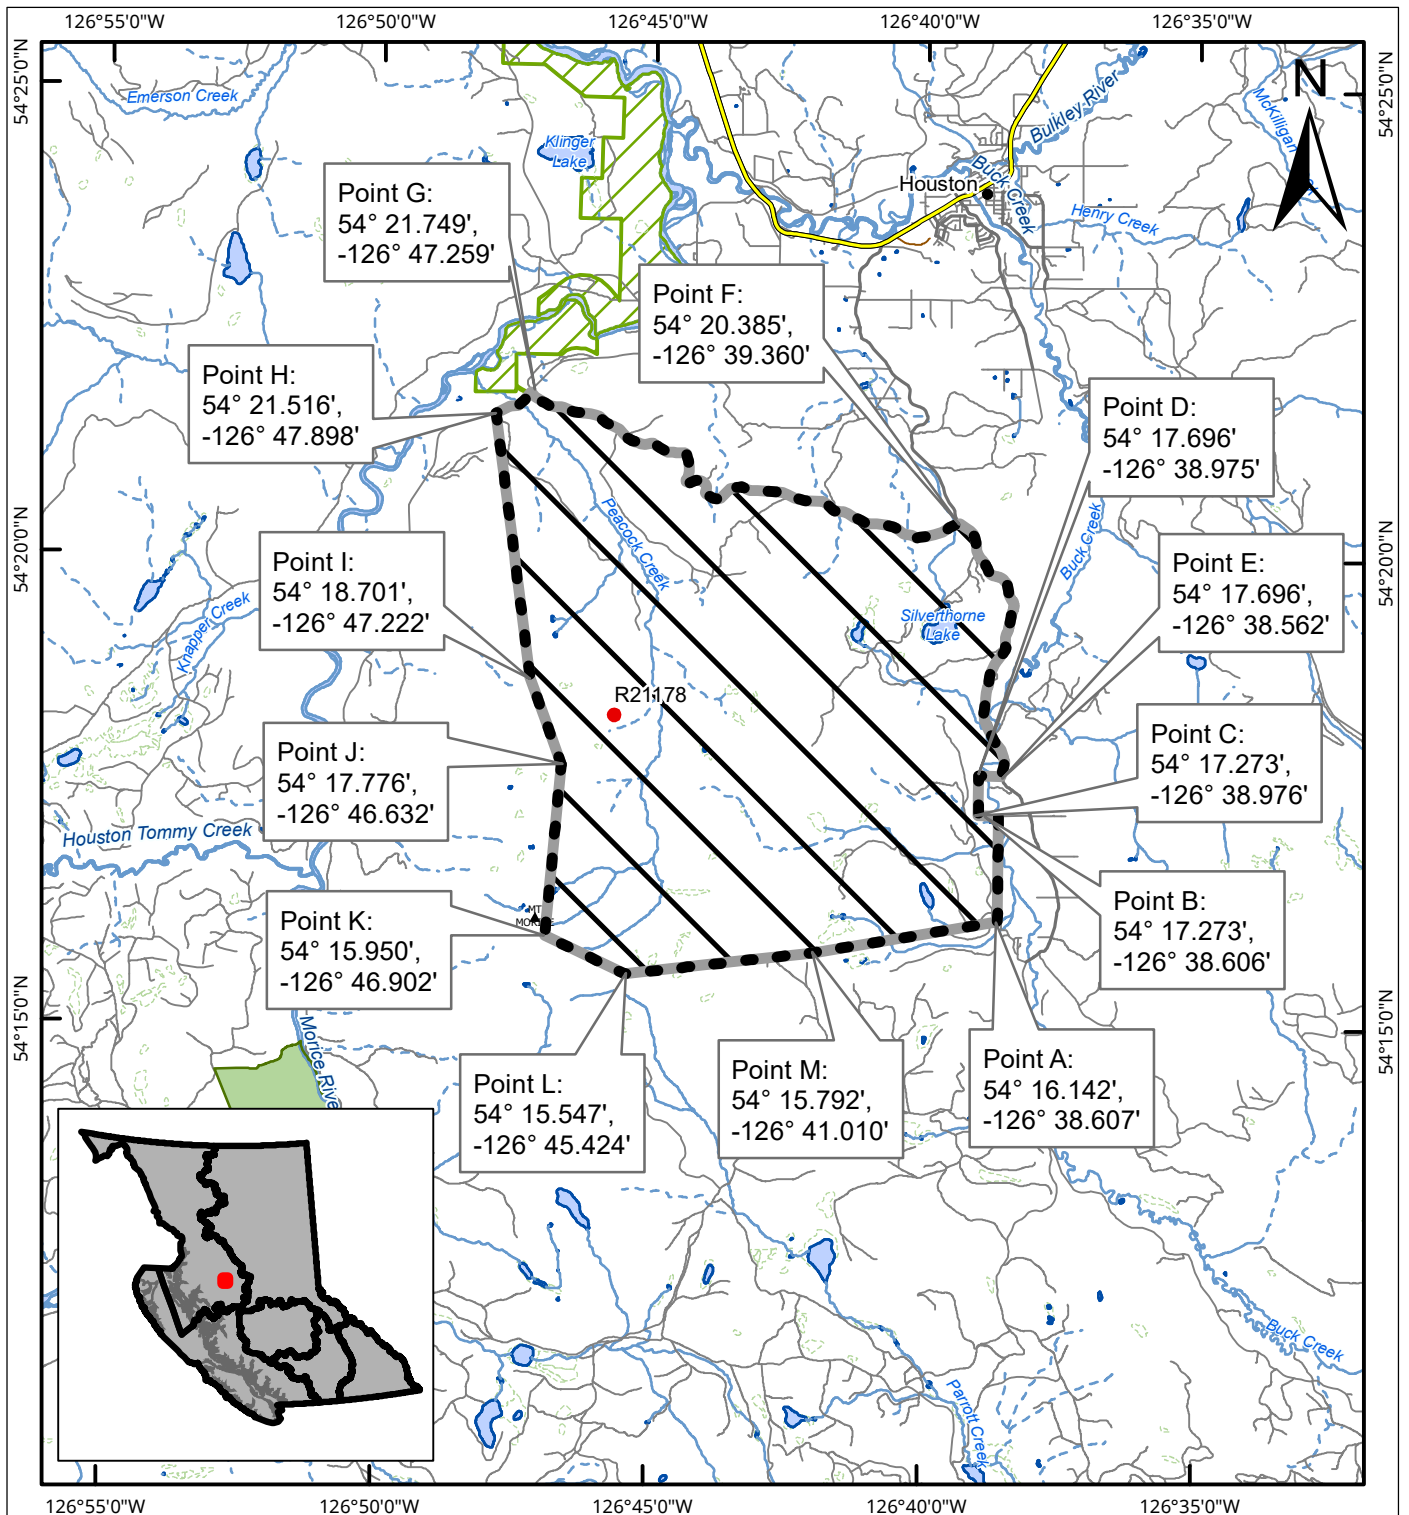 126°55'0"W
126°50'0"W
126°45'0"W
126°40'0"W
126°35'0"W
54°25'0"N
54°25'0"N
N
Emerson Creek
Klinger
Lake
Bulkley River
McKilligan
Buck Creek
Houston
Henry Creek
Point G:
54° 21.749',
-126° 47.259'
Point F:
54° 20.385',
-126° 39.360'
Point H:
54° 21.516',
-126° 47.898'
Point D:
54° 17.696'
-126° 38.975'
Peacock Creek
Buck Creek
54°20'0"N
54°20'0"N
Point I:
54° 18.701',
-126° 47.222'
Point E:
54° 17.696',
-126° 38.562'
Knapper Creek
Silverthorne
Lake
R21178
Point J:
54° 17.776',
-126° 46.632'
Point C:
54° 17.273',
-126° 38.976'
Houston Tommy Creek
Point K:
54° 15.950',
-126° 46.902'
MT
Point B:
54° 17.273',
-126° 38.606'
54°15'0"N
54°15'0"N
Morice River
Point L:
54° 15.547',
-126° 45.424'
Point M:
54° 15.792',
-126° 41.010'
Point A:
54° 16.142',
-126° 38.607'
Buck Creek
Parrott Creek
126°55'0"W
126°50'0"W
126°45'0"W
126°40'0"W
126°35'0"W